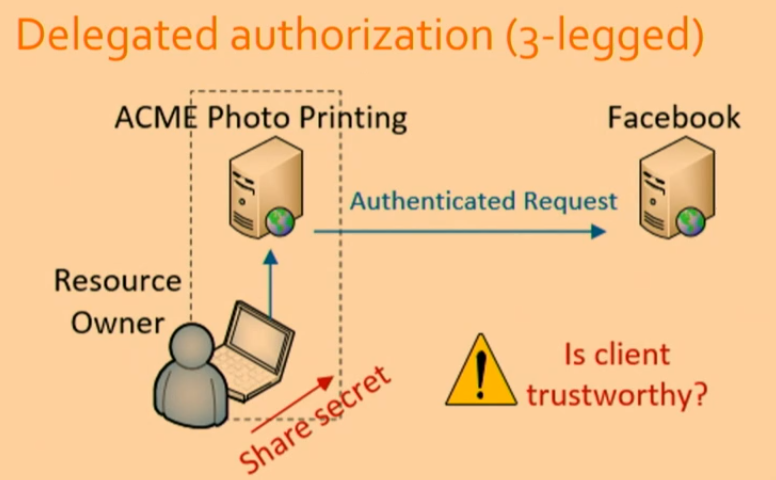 Delegated authorization (3-legged)
ACME Photo Printing
Facebook
Authenticated Request
Resource
Owner
Is client
trustworthy?
Share secret